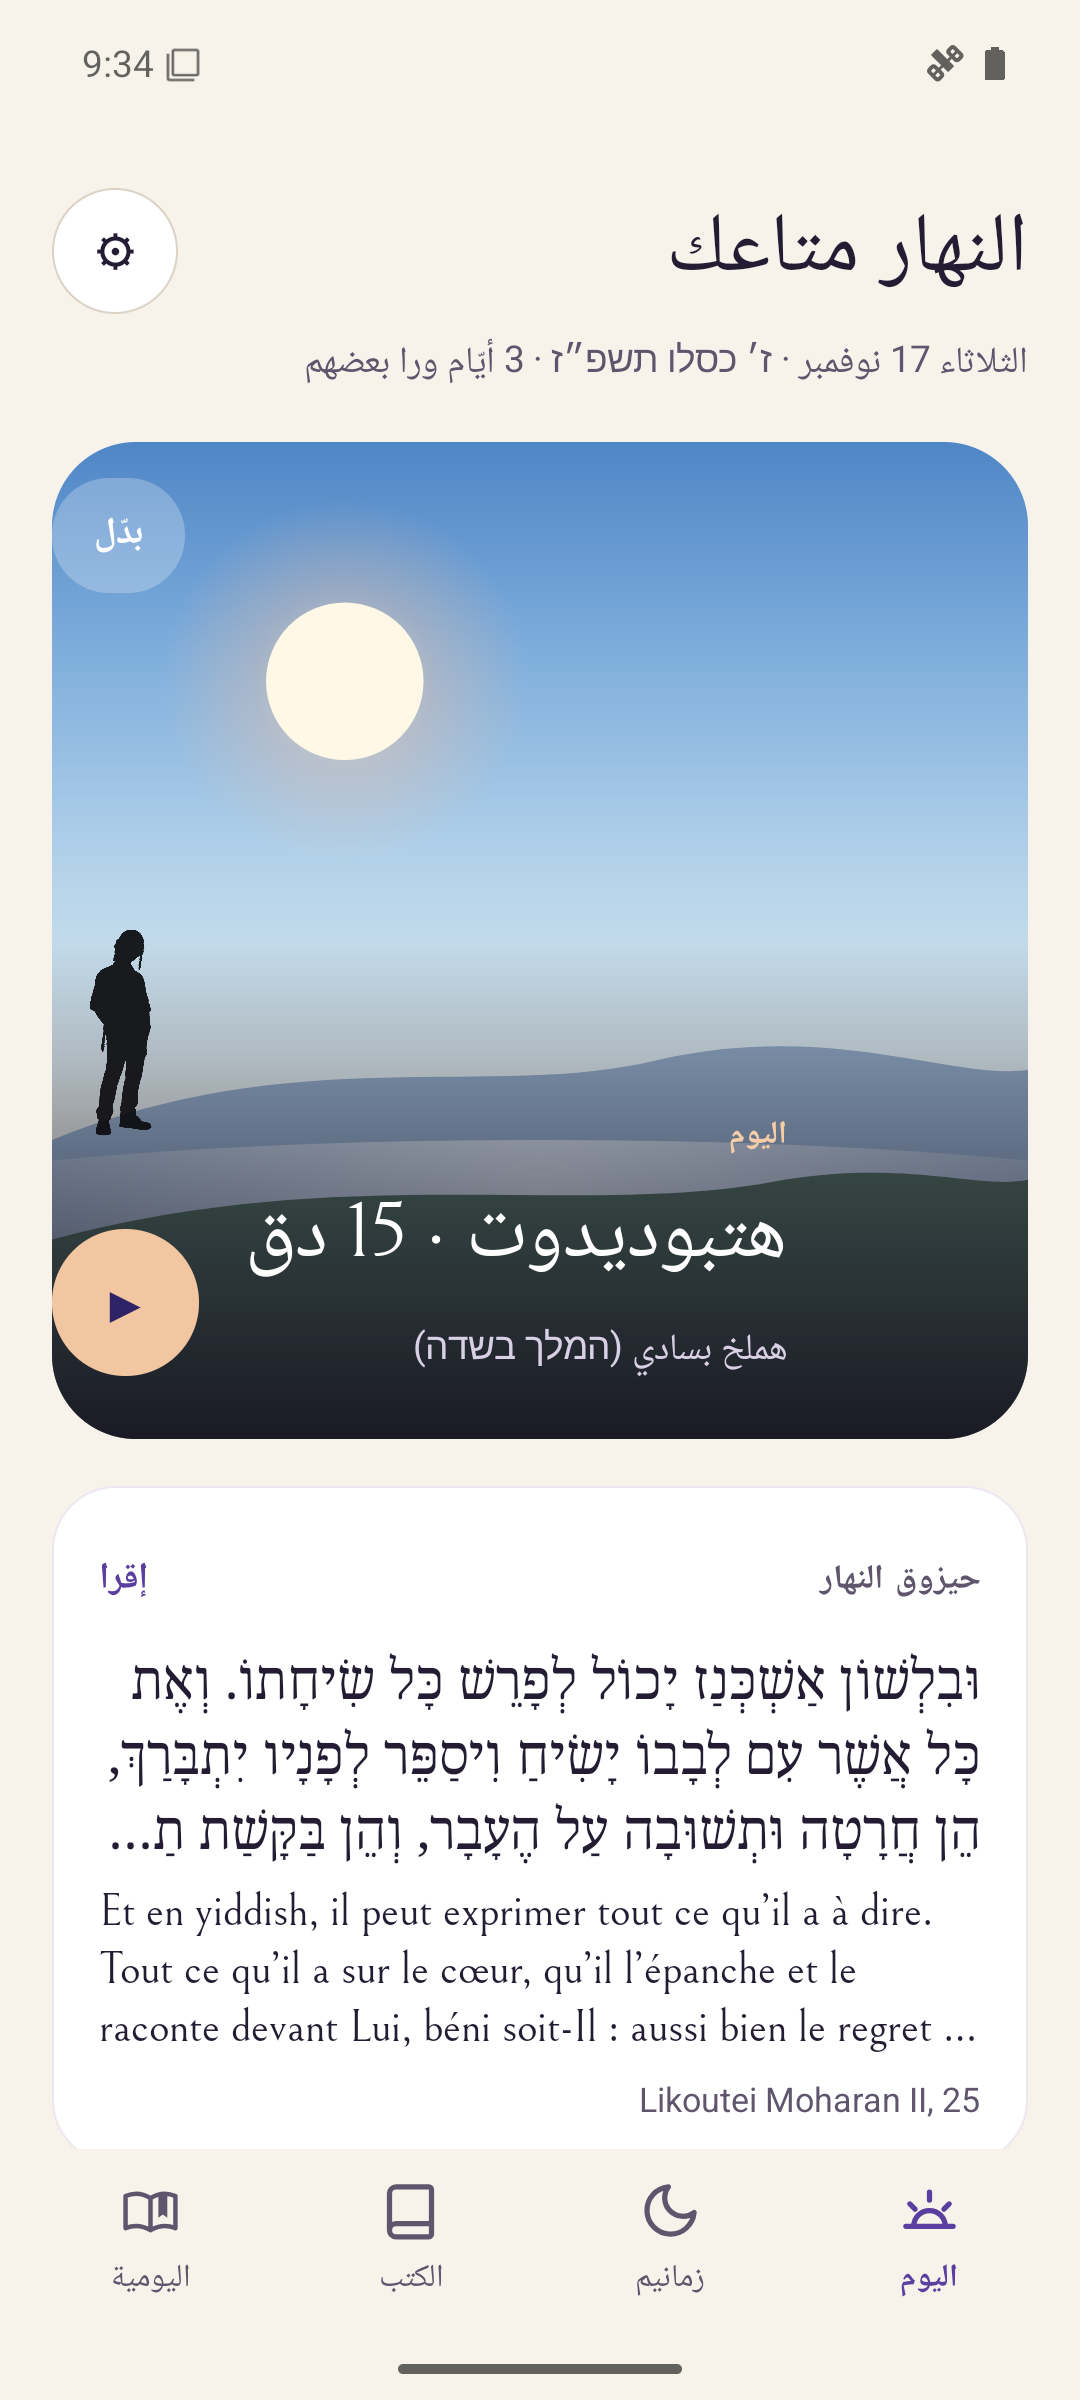 9:34
النهار متاعك
الثلاثاء 17 نوفمبر · ז׳ כסלו תשפ״ז · 3 أيّام ورا بعضهم
بدّل
اليوم
هتبوديدوت · 15 دق
هملخ بسادي (המלך בשדה)
حيزوق النهار
إقرا
וּבִלְשׁוֹן אַשְׁכְּנַז יָכוֹל לְפָרֵשׁ כָּל שִׂיחָתוֹ. וְאֶת
כָּל אֲשֶׁר עִם לְבָבוֹ יָשִׂיחַ וִיסַפֵּר לְפָנָיו יִתְבָּרַךְ,
הֵן חֲרָטָה וּתְשׁוּבָה עַל הֶעָבָר, וְהֵן בַּקָּשַׁת תַ...
Et en yiddish, il peut exprimer tout ce qu’il a à dire.
Tout ce qu’il a sur le cœur, qu’il l’épanche et le
raconte devant Lui, béni soit-Il : aussi bien le regret ...
Likoutei Moharan II, 25
اليوم
زمانيم
الكتب
اليومية